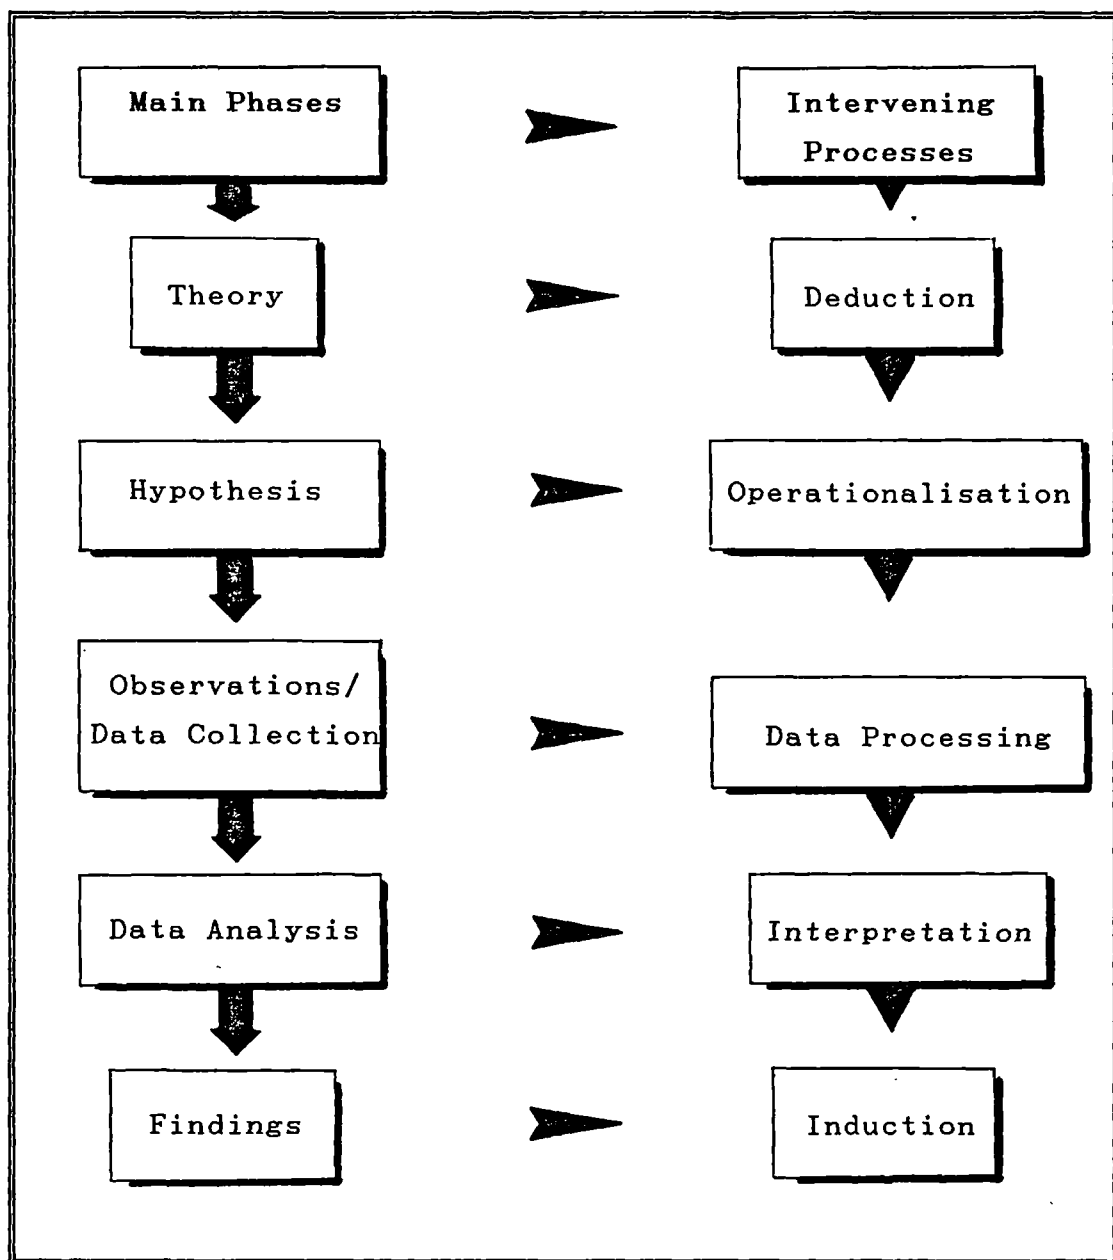 Main Phases
Intervening
Processes
Theory
Deduction
Hypothesis
Operationalisation
Observations/
Data Collection
Data Processing
Data Analysis
Interpretation
Findings
Induction